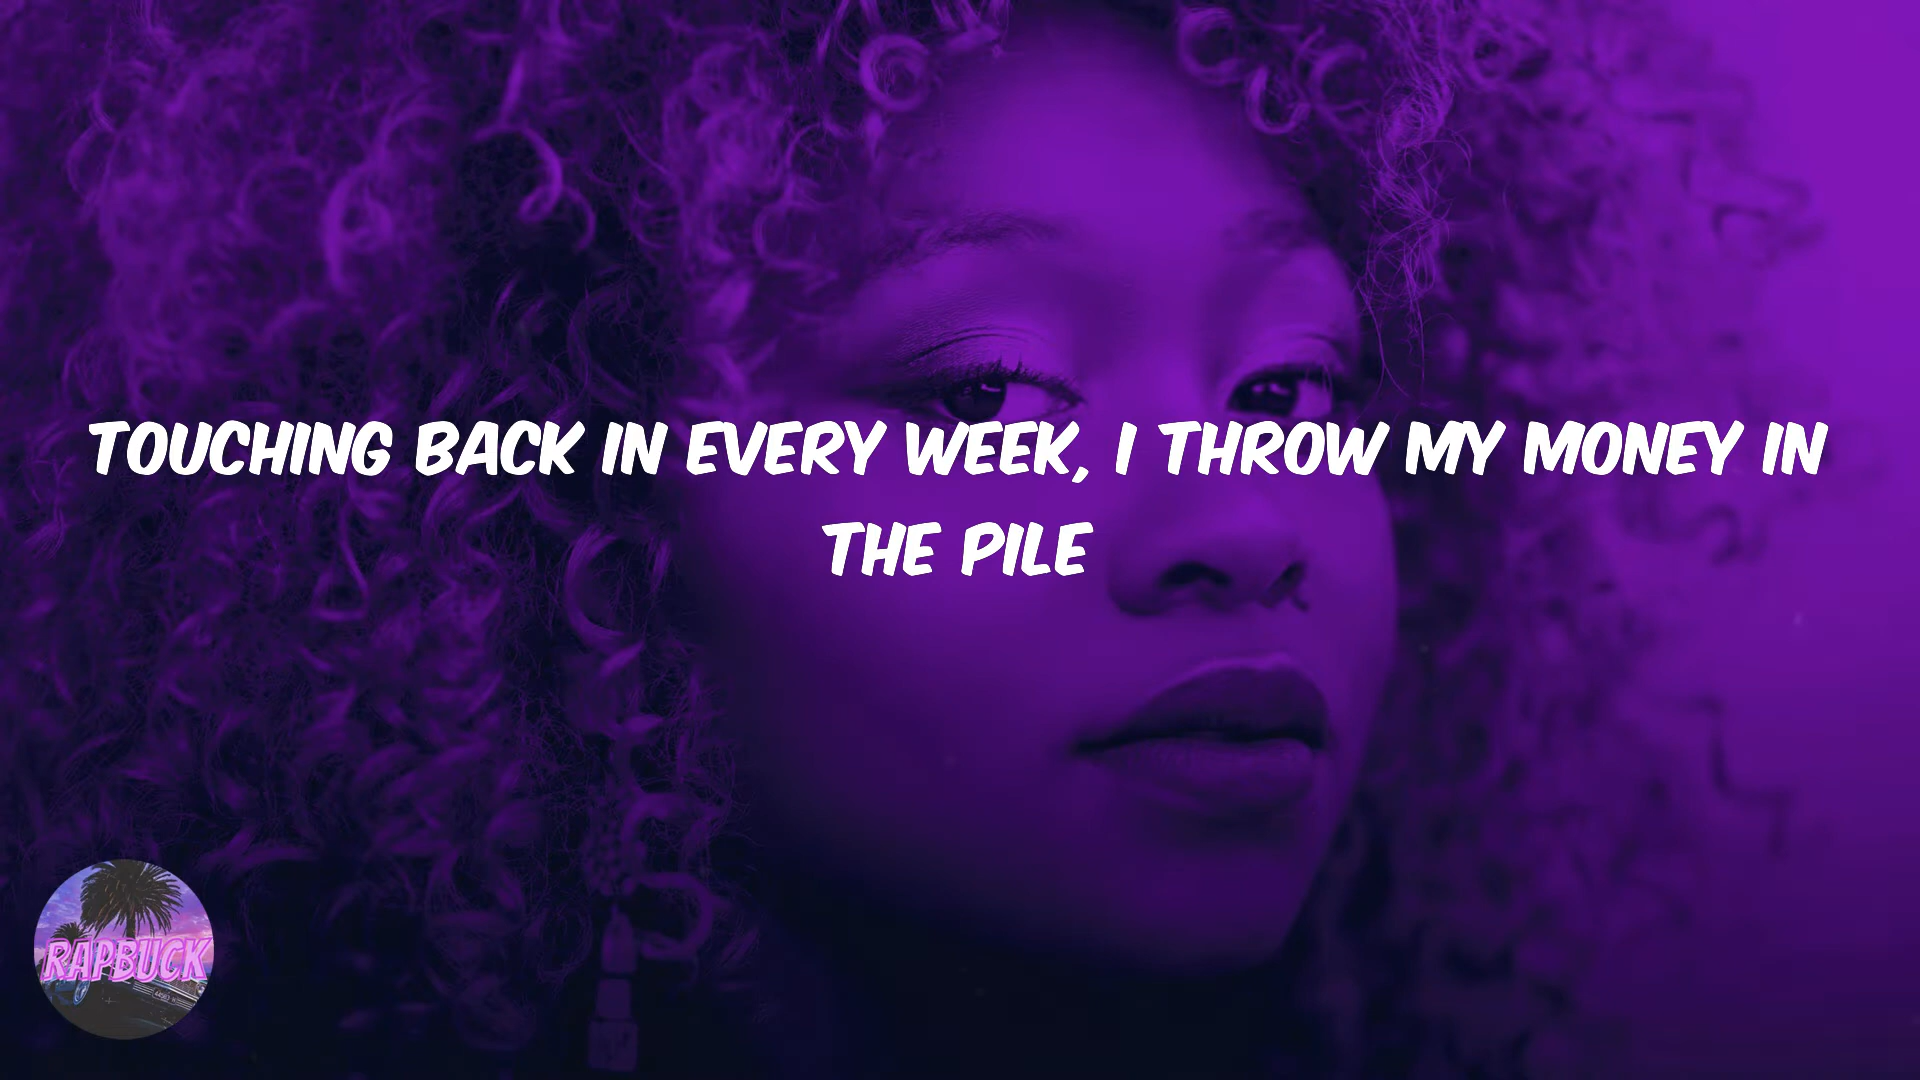 TOUCHING BACK IN EVERY WEEK, I THROW MY MONEY IN
THE PILE
RAPBUCK